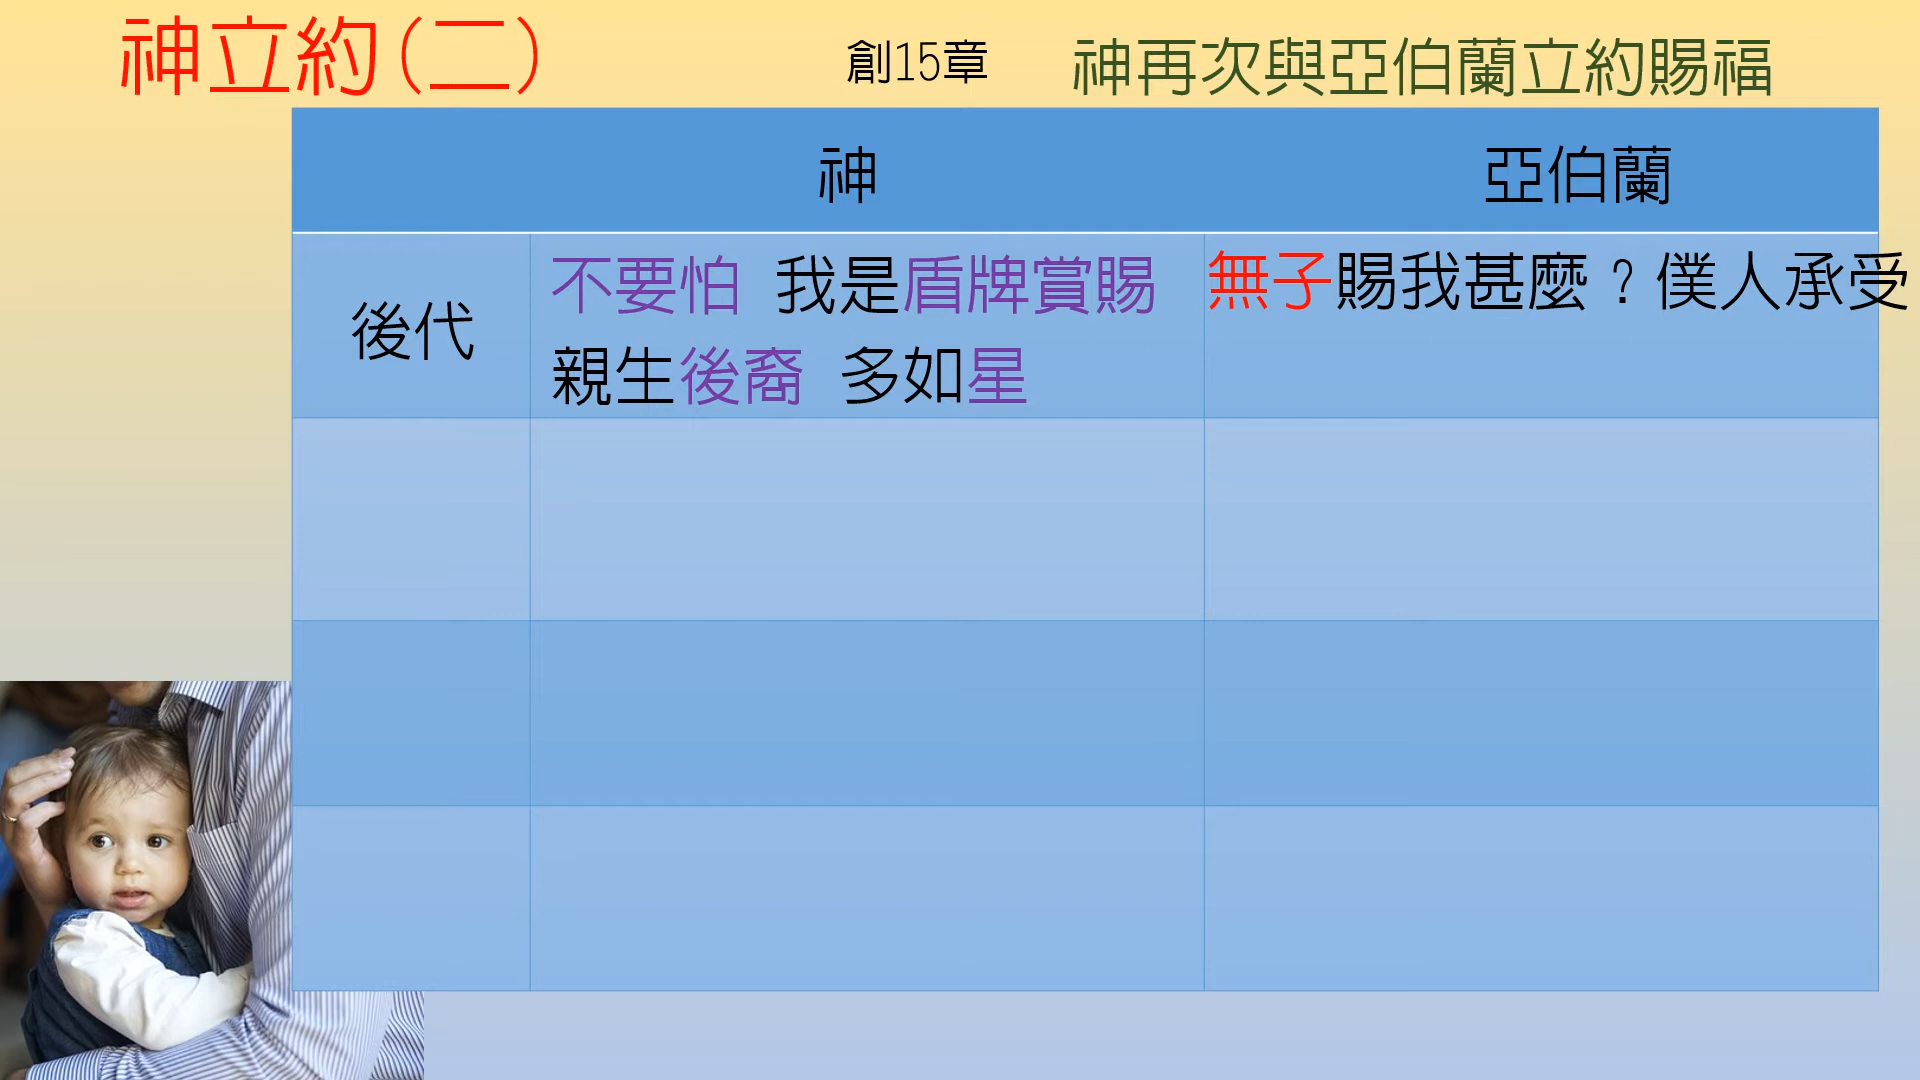 神立約(二) 創15章 神再次與亞伯蘭立約賜福
神 亞伯蘭
後代
不要怕 我是盾牌賞賜
親生後裔 多如星
無子賜我甚麼？僕人承受